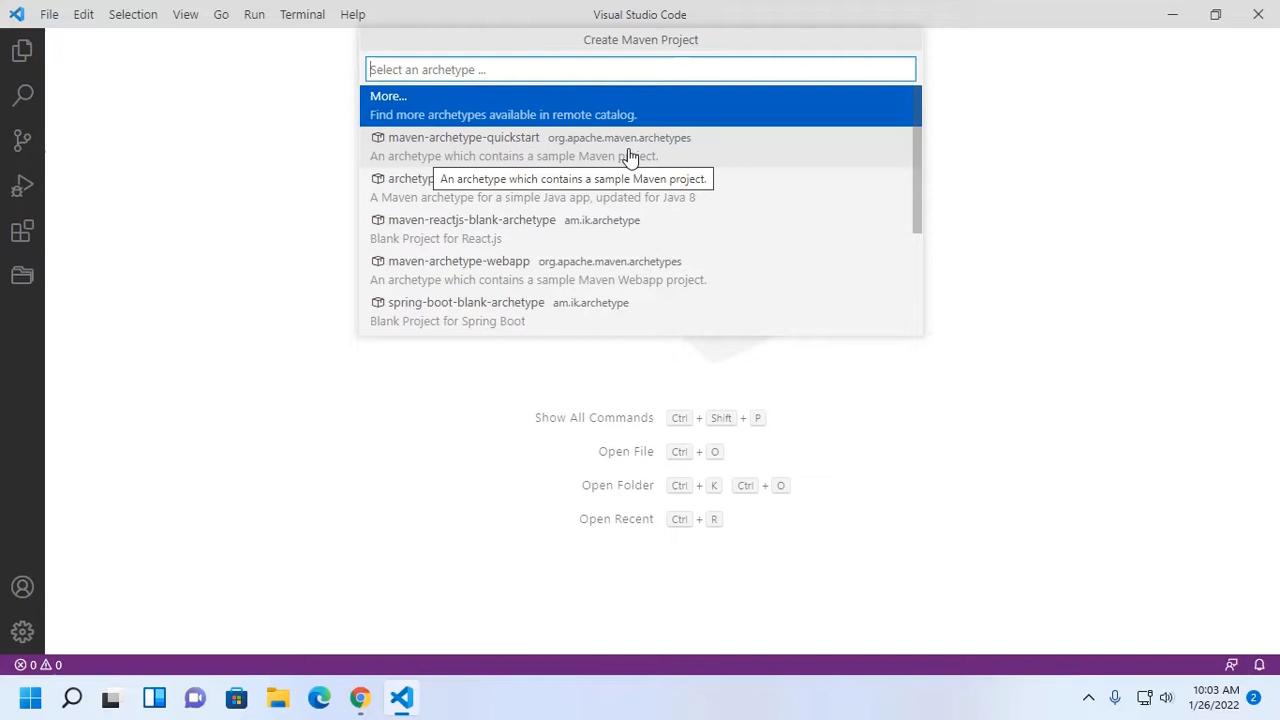 File Edit Selection View Go Run Terminal Help Visual Studio Code
Create Maven Project
Select an archetype ...
More...
Find more archetypes available in remote catalog.
maven-archetype-quickstart org.apache.maven.archetypes
An archetype which contains a sample Maven project.
archetyp
An archetype which contains a sample Maven project.
A Maven archetype for a simple Java app, updated for Java 8
maven-reactjs-blank-archetype am.ik.archetype
Blank Project for React.js
maven-archetype-webapp org.apache.maven.archetypes
An archetype which contains a sample Maven Webapp project.
spring-boot-blank-archetype am.ik.archetype
Blank Project for Spring Boot
Show All Commands Ctrl + Shift + P
Open File Ctrl + O
Open Folder Ctrl + K Ctrl + O
Open Recent Ctrl + R
0 0
10:03 AM
1/26/2022
2